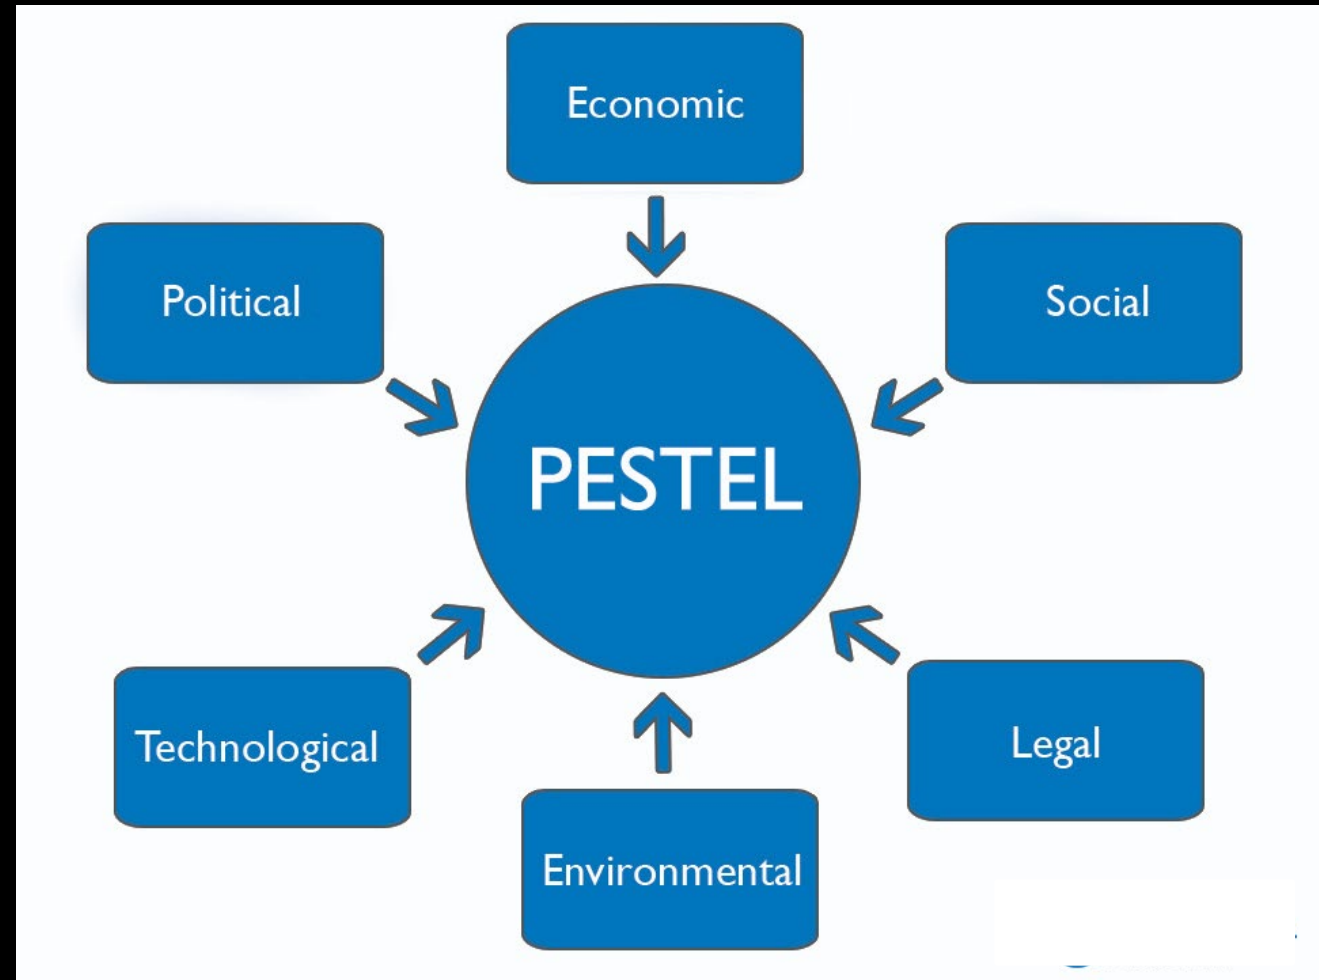 Economic
Political
Social
PESTEL
Technological
Legal
Environmental